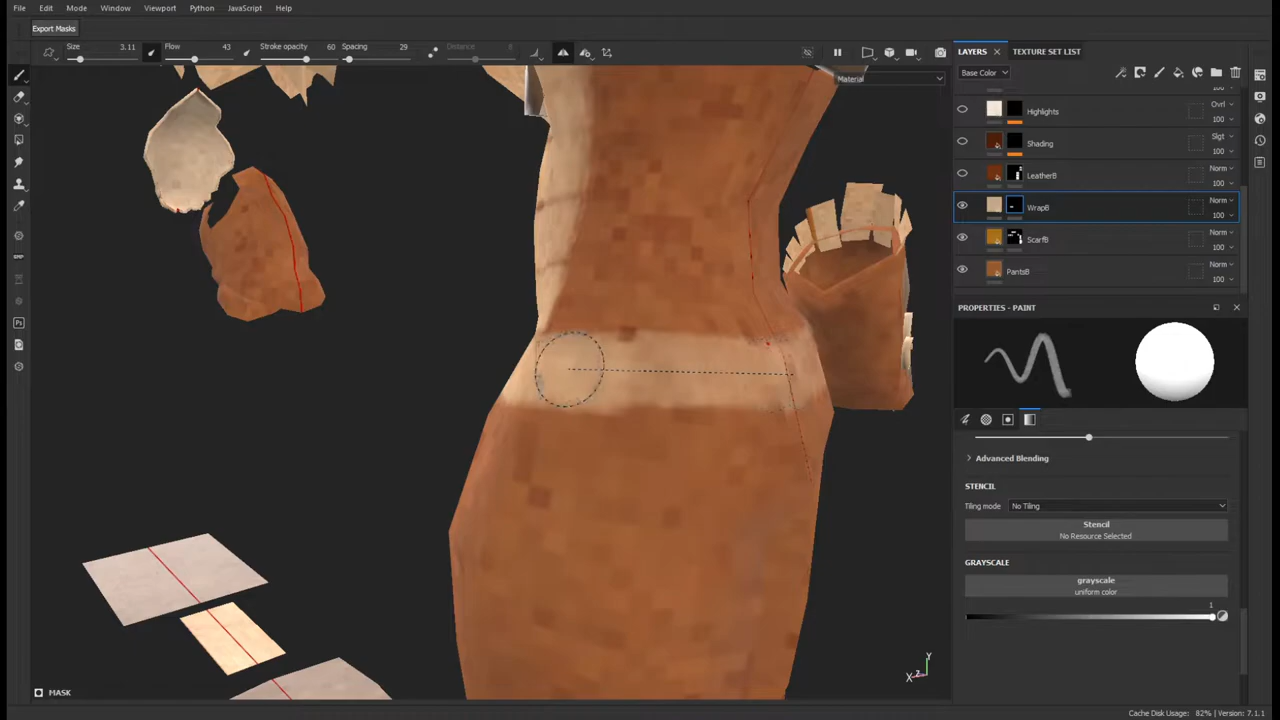 File Edit Mode Window Viewport Python JavaScript Help
Export Masks
Size 3.11 Flow 43 Stroke opacity 60 Spacing 29 Distance 8
Material
LAYERS TEXTURE SET LIST
Base Color
100
Highlights Ovrl 100
Shading Slgt 100
LeatherB Norm 100
WrapB Norm 100
ScarfB Norm 100
PantsB Norm 100
PROPERTIES - PAINT
Advanced Blending
STENCIL
Tiling mode No Tiling
Stencil
No Resource Selected
GRAYSCALE
grayscale
uniform color
1
Y
X Z
MASK
Cache Disk Usage: 82% | Version: 7.1.1